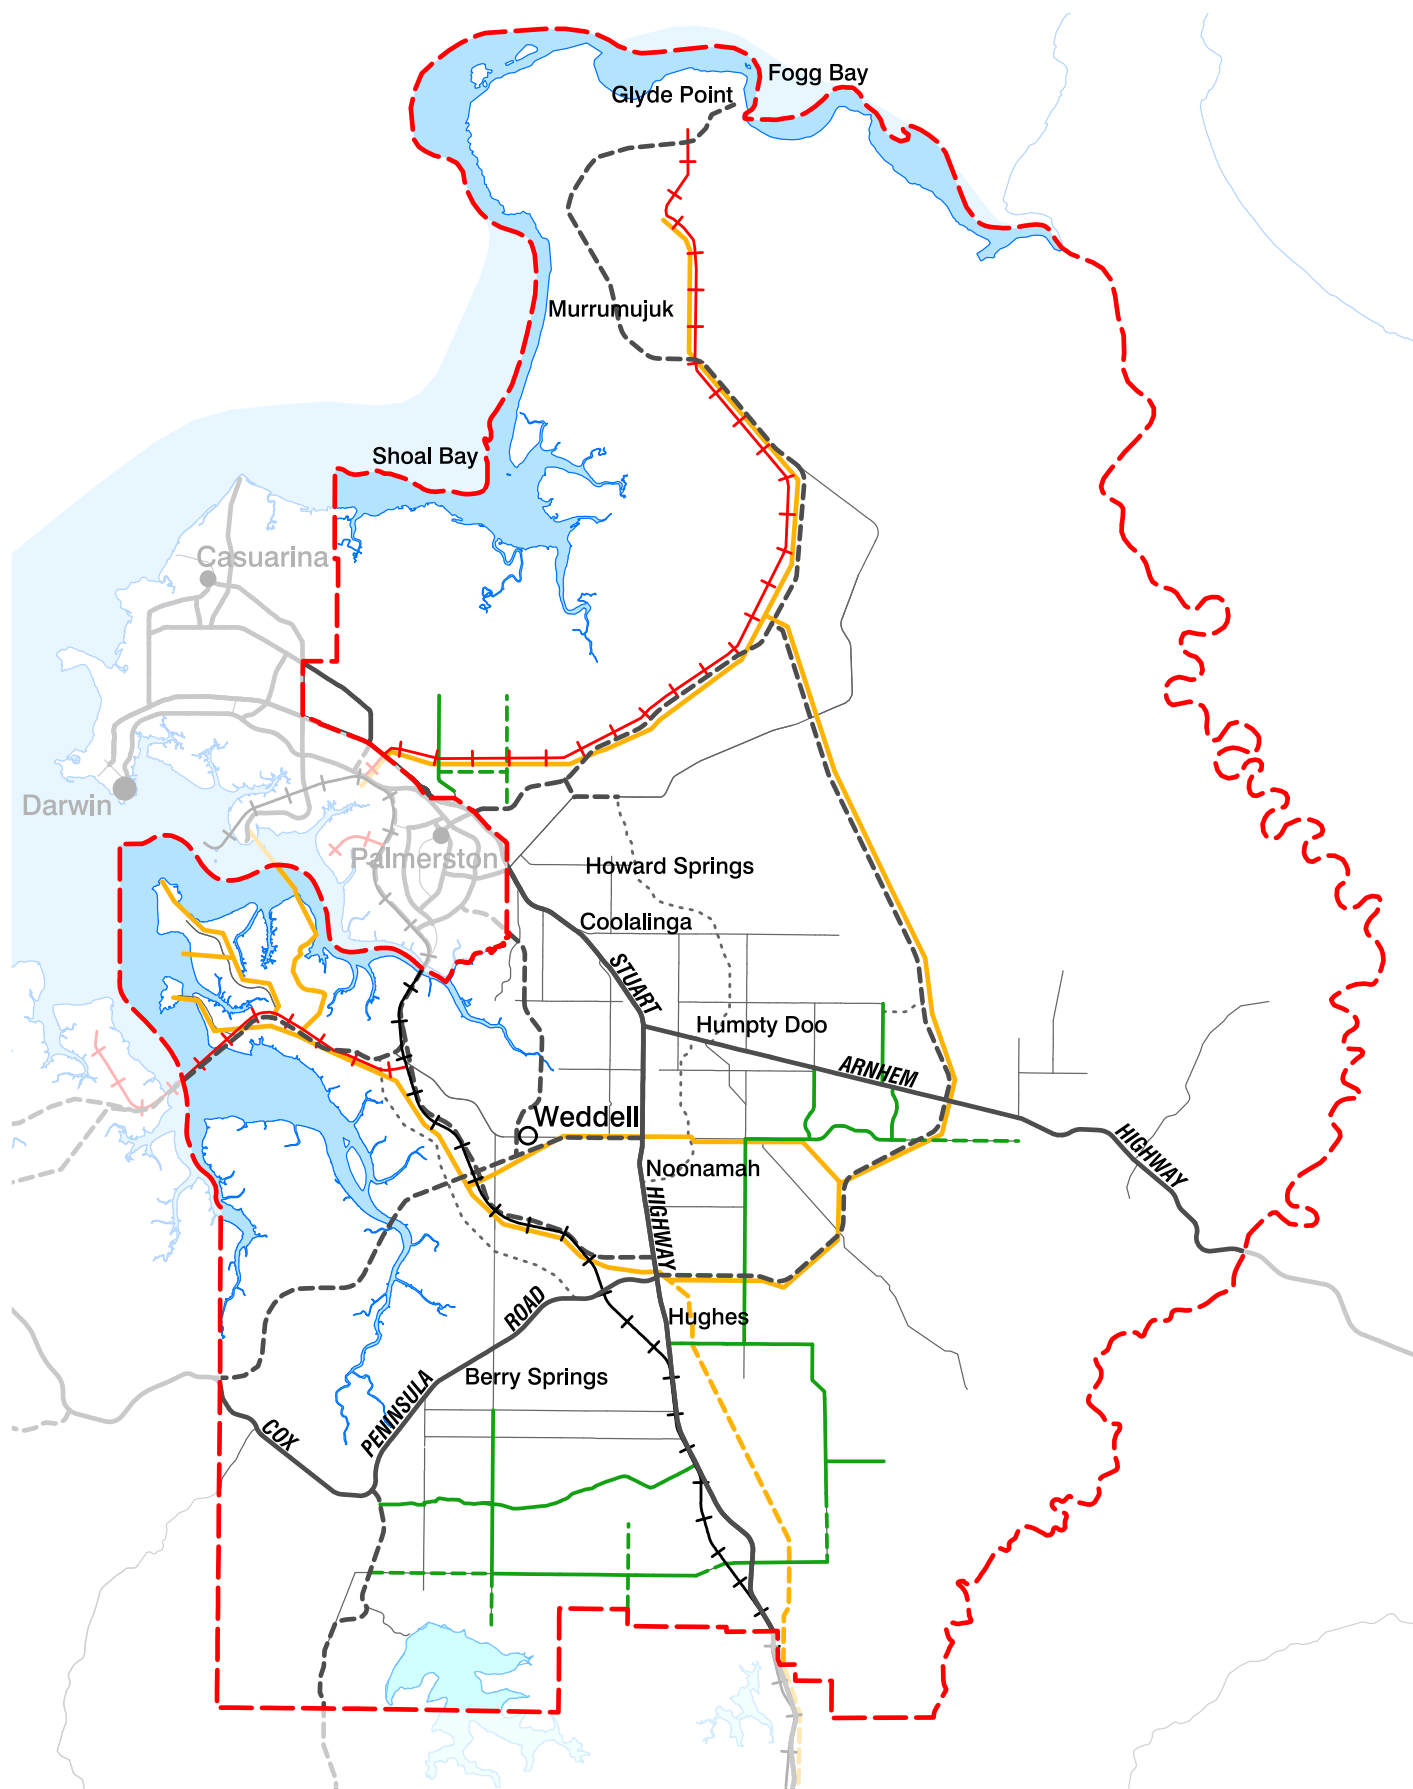 Fogg Bay
Glyde Point
Murrumujuk
Shoal Bay
Casuarina
Darwin
Palmerston
Howard Springs
Coolalinga
STUART
Humpty Doo
ARNHEM
Weddell
HIGHWAY
Noonamah
HIGHWAY
ROAD
Hughes
Berry Springs
PENINSULA
COX